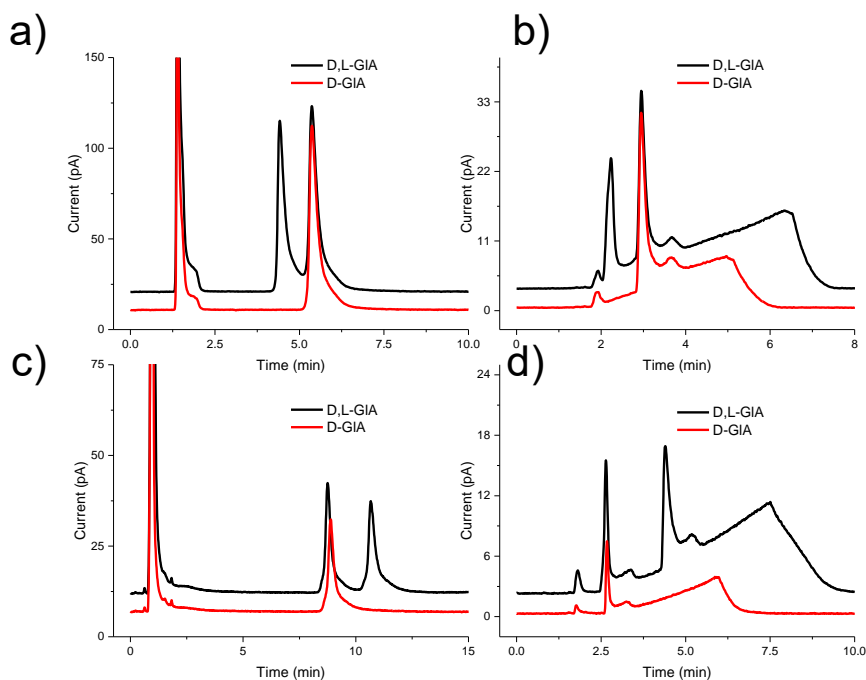 a)
150
100
50
0
Current (pA)
0.0 2.5 5.0 7.5 10.0
Time (min)
D,L-GlA
D-GlA
b)
33
22
11
0
Current (pA)
0 2 4 6 8
Time (min)
D,L-GlA
D-GlA
c)
75
50
25
0
Current (pA)
0 5 10 15
Time (min)
D,L-GlA
D-GlA
d)
24
18
12
6
0
Current (pA)
0.0 2.5 5.0 7.5 10.0
Time (min)
D,L-GlA
D-GlA